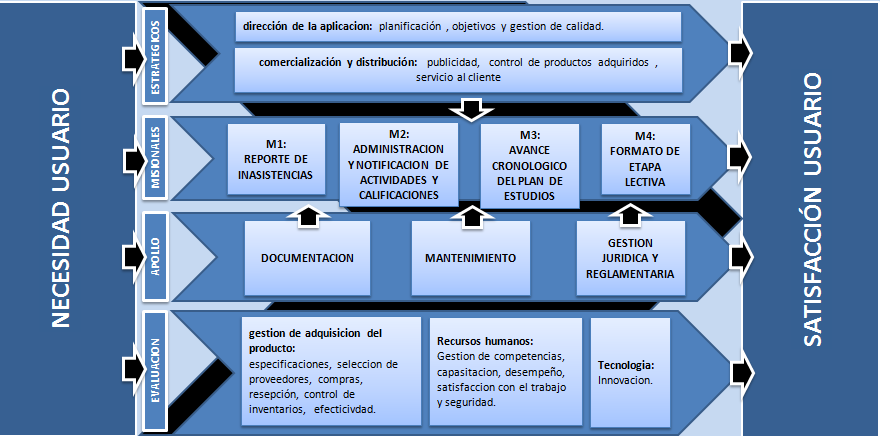 NECESIDAD USUARIO
ESTRATEGICOS
dirección de la aplicacion: planificación , objetivos y gestion de calidad.
comercialización y distribución: publicidad, control de productos adquiridos ,
servicio al cliente
MISIONALES
M1:
REPORTE DE
INASISTENCIAS
M2:
ADMINISTRACION
Y NOTIFICACION DE
ACTIVIDADES Y
CALIFICACIONES
M3:
AVANCE
CRONOLOGICO
DEL PLAN DE
ESTUDIOS
M4:
FORMATO DE
ETAPA
LECTIVA
APOLLO
DOCUMENTACION
MANTENIMIENTO
GESTION
JURIDICA Y
REGLAMENTARIA
EVALUACION
gestion de adquisicion del
producto:
especificaciones, seleccion de
proveedores, compras,
resepción, control de
inventarios, efecticivdad.
Recursos humanos:
Gestion de competencias,
capasitacion, desempeño,
satisfaccion con el trabajo
y seguridad.
Tecnologia:
Innovacion.
SATISFACCIÓN USUARIO